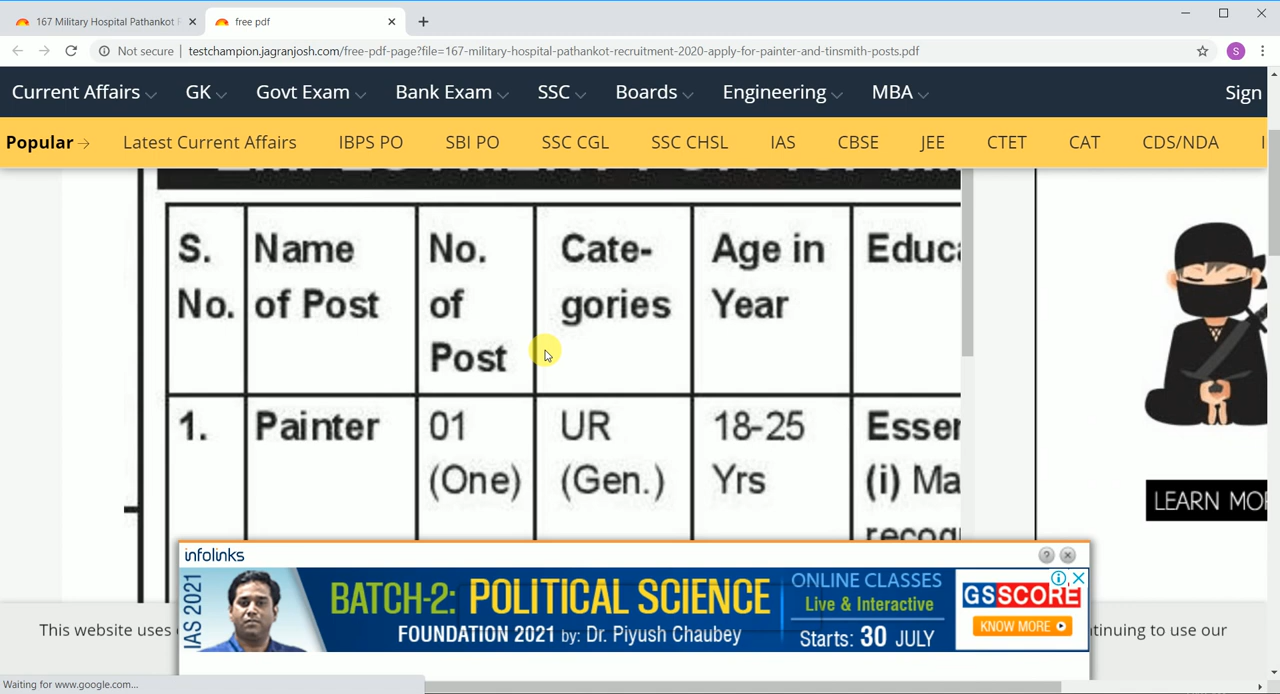 167 Military Hospital Pathankot
free pdf
Not secure | testchampion.jagranjosh.com/free-pdf-page?file=167-military-hospital-pathankot-recruitment-2020-apply-for-painter-and-tinsmith-posts.pdf
S
Current Affairs GK Govt Exam Bank Exam SSC Boards Engineering MBA Sign
Popular Latest Current Affairs IBPS PO SBI PO SSC CGL SSC CHSL IAS CBSE JEE CTET CAT CDS/NDA
S. No.
Name of Post
No. of Post
Cate-
gories
Age in Year
Educa
1.
Painter
01
(One)
UR
(Gen.)
18-25
Yrs
Essen
(i) Ma
recog
LEARN MOR
infolinks
IAS 2021
BATCH-2: POLITICAL SCIENCE
FOUNDATION 2021 by: Dr. Piyush Chaubey
ONLINE CLASSES
Live & Interactive
Starts: 30 JULY
GSSCORE
KNOW MORE
This website uses
ntinuing to use our
Waiting for www.google.com...